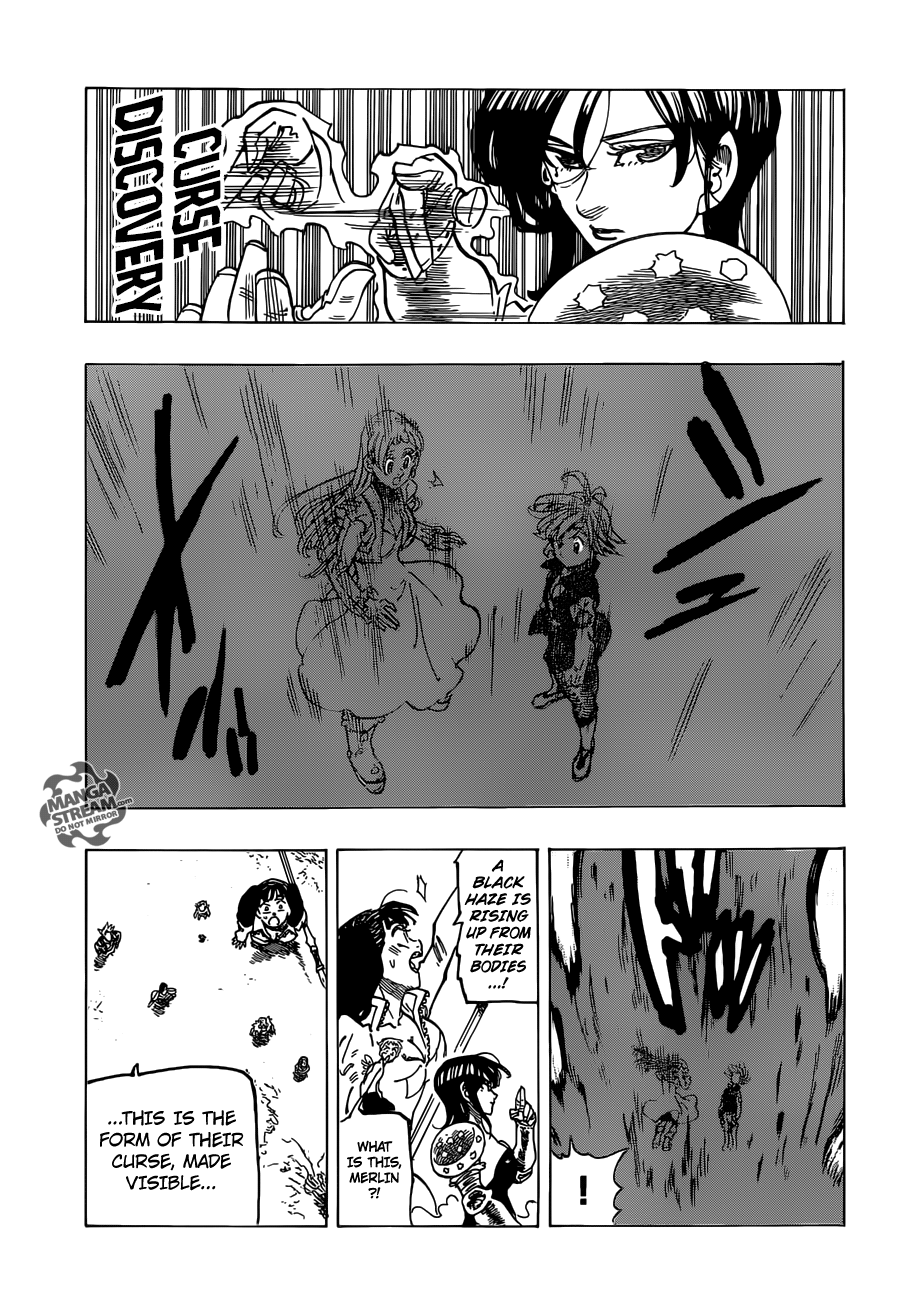 CURSE
DISCOVERY
MANGA
STREAM.com
DO NOT MIRROR
!
A
BLACK
HAZE IS
RISING
UP FROM
THEIR
BODIES
...!
WHAT
IS THIS,
MERLIN
?!
...THIS IS THE
FORM OF THEIR
CURSE, MADE
VISIBLE...